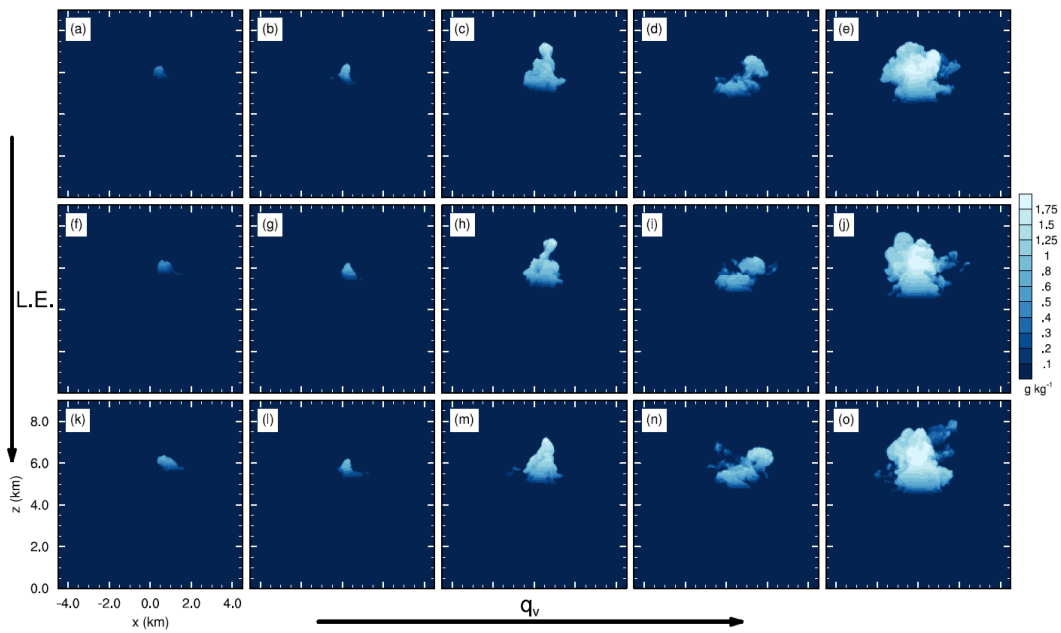 (a)
(b)
(c)
(d)
(e)
(f)
(g)
(h)
(i)
(j)
1.75
1.5
1.25
1
.8
.6
.5
.4
.3
.2
.1
g kg⁻¹
L.E.
(k)
(l)
(m)
(n)
(o)
8.0
6.0
4.0
2.0
0.0
z (km)
-4.0 -2.0 0.0 2.0 4.0
x (km)
qᵥ